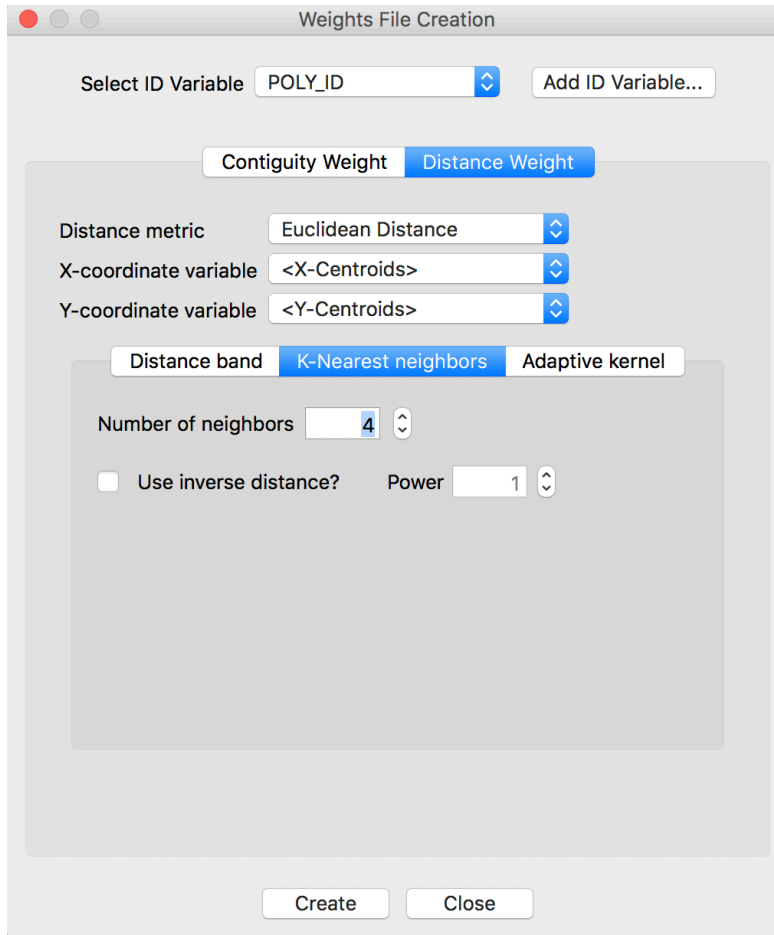 Weights File Creation
Select ID Variable POLY_ID Add ID Variable...
Contiguity Weight Distance Weight
Distance metric Euclidean Distance
X-coordinate variable <X-Centroids>
Y-coordinate variable <Y-Centroids>
Distance band K-Nearest neighbors Adaptive kernel
Number of neighbors 4
Use inverse distance? Power 1
Create Close